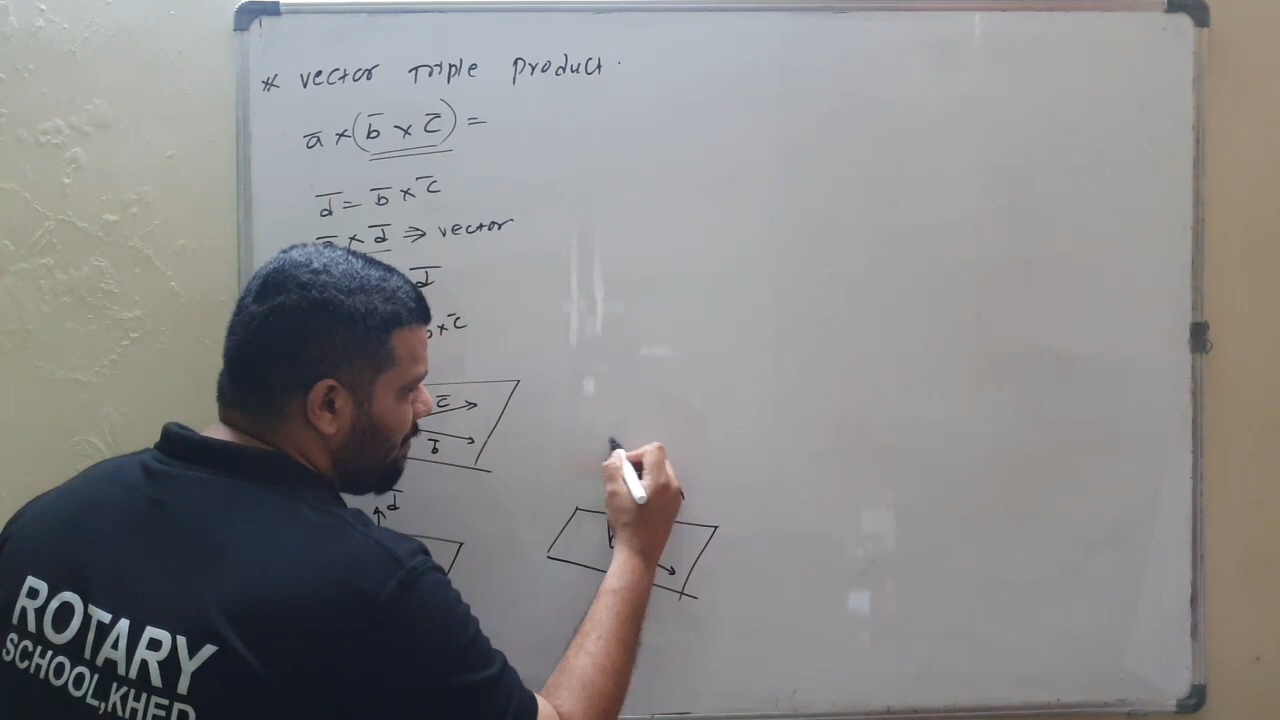 * Vector Triple Product.
a̅ × (b̅ × c̅) =
d̅ = b̅ × c̅
× d̅ ⇒ vector
d̅
b̅ × c̅
c̅
b̅
d̅
ROTARY
SCHOOL, KHED